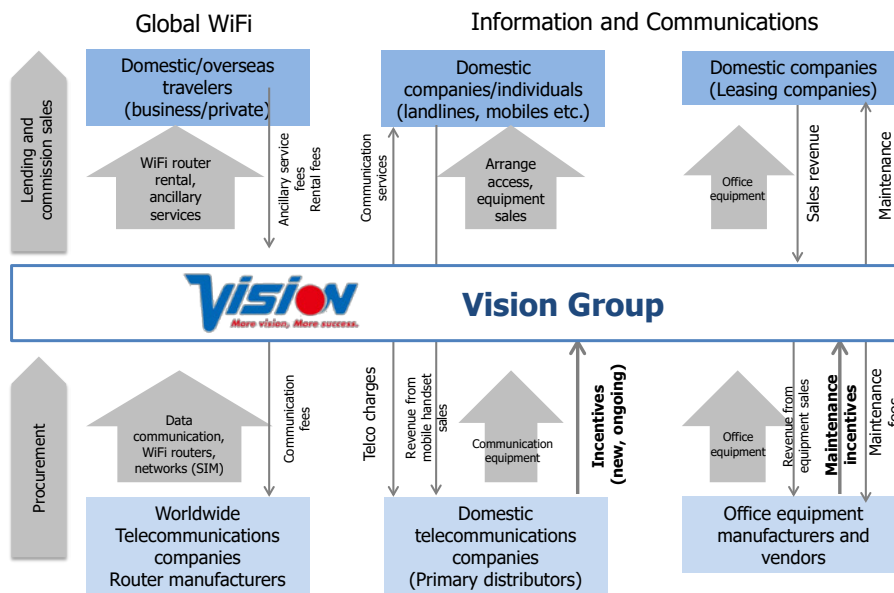 Global WiFi
Information and Communications
Lending and
commission sales
Domestic/overseas
travelers
(business/private)
Domestic
companies/individuals
(landlines, mobiles etc.)
Domestic companies
(Leasing companies)
WiFi router
rental,
ancillary
services
Ancillary service
fees
Rental fees
Communication
services
Arrange
access,
equipment
sales
Office
equipment
Sales revenue
Maintenance
VISION
More vision, More success.
Vision Group
Procurement
Data
communication,
WiFi routers,
networks (SIM)
Communication
fees
Telco charges
Revenue from
mobile handset
sales
Communication
equipment
Incentives
(new, ongoing)
Office
equipment
Revenue from
equipment sales
Maintenance
incentives
Maintenance
fees
Worldwide
Telecommunications
companies
Router manufacturers
Domestic
telecommunications
companies
(Primary distributors)
Office equipment
manufacturers and
vendors